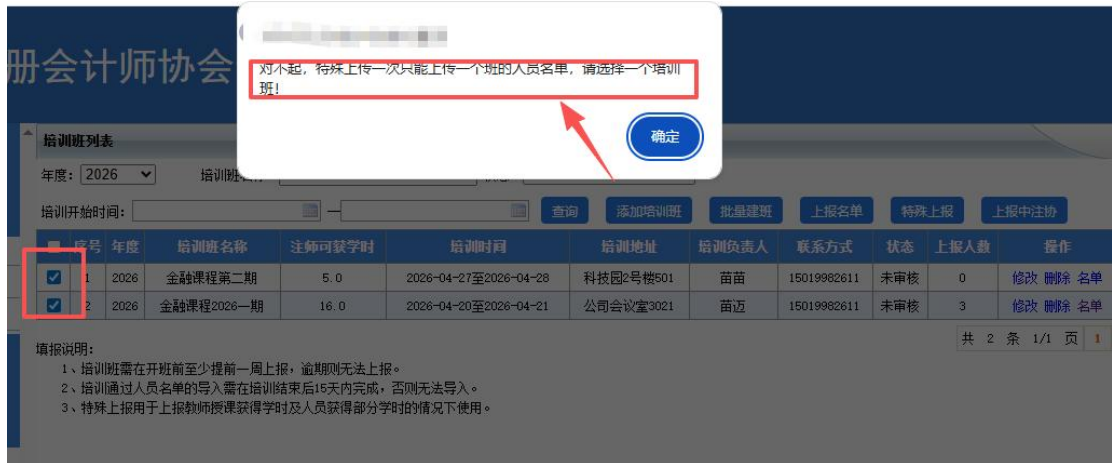 册会计师协会
对不起，特殊上传一次只能上传一个班的人员名单，请选择一个培训
班!
确定
培训班列表
年度: 2026
培训开始时间: — 查询 添加培训班 批量建班 上报名单 特殊上报 上报中注协
序号 年度 培训班名称 注师可获学时 培训时间 培训地址 培训负责人 联系方式 状态 上报人数 操作
1 2026 金融课程第二期 5.0 2026-04-27至2026-04-28 科技园2号楼501 苗苗 15019982611 未审核 0 修改 删除 名单
2 2026 金融课程2026一期 16.0 2026-04-20至2026-04-21 公司会议室3021 苗迈 15019982611 未审核 3 修改 删除 名单
共 2 条 1/1 页 1
填报说明:
1、培训班需在开班前至少提前一周上报，逾期则无法上报。
2、培训通过人员名单的导入需在培训结束后15天内完成，否则无法导入。
3、特殊上报用于上报教师授课获得学时及人员获得部分学时的情况下使用。